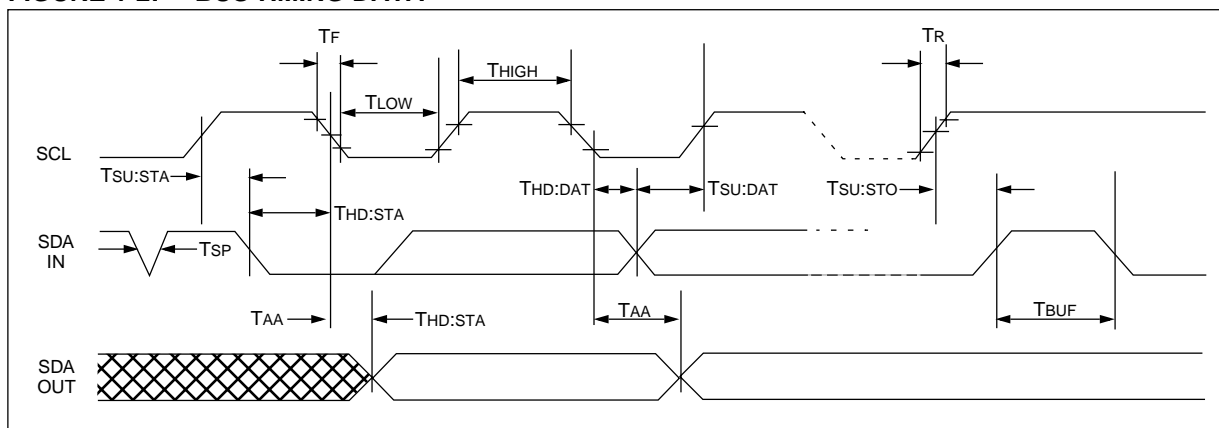 TF
TR
THIGH
TLOW
SCL
TSU:STA
THD:DAT
TSU:DAT
TSU:STO
THD:STA
SDA
IN
TSP
TAA
THD:STA
TAA
TBUF
SDA
OUT